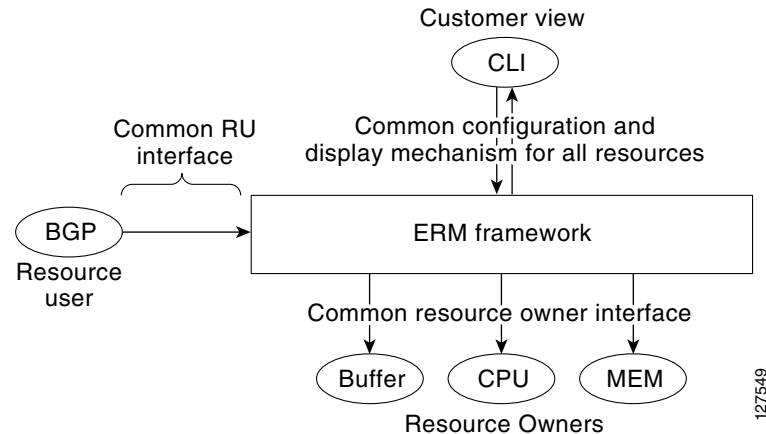 Customer view
CLI
Common RU
interface
Common configuration and
display mechanism for all resources
BGP
ERM framework
Resource
user
Common resource owner interface
Buffer
CPU
MEM
Resource Owners
127549